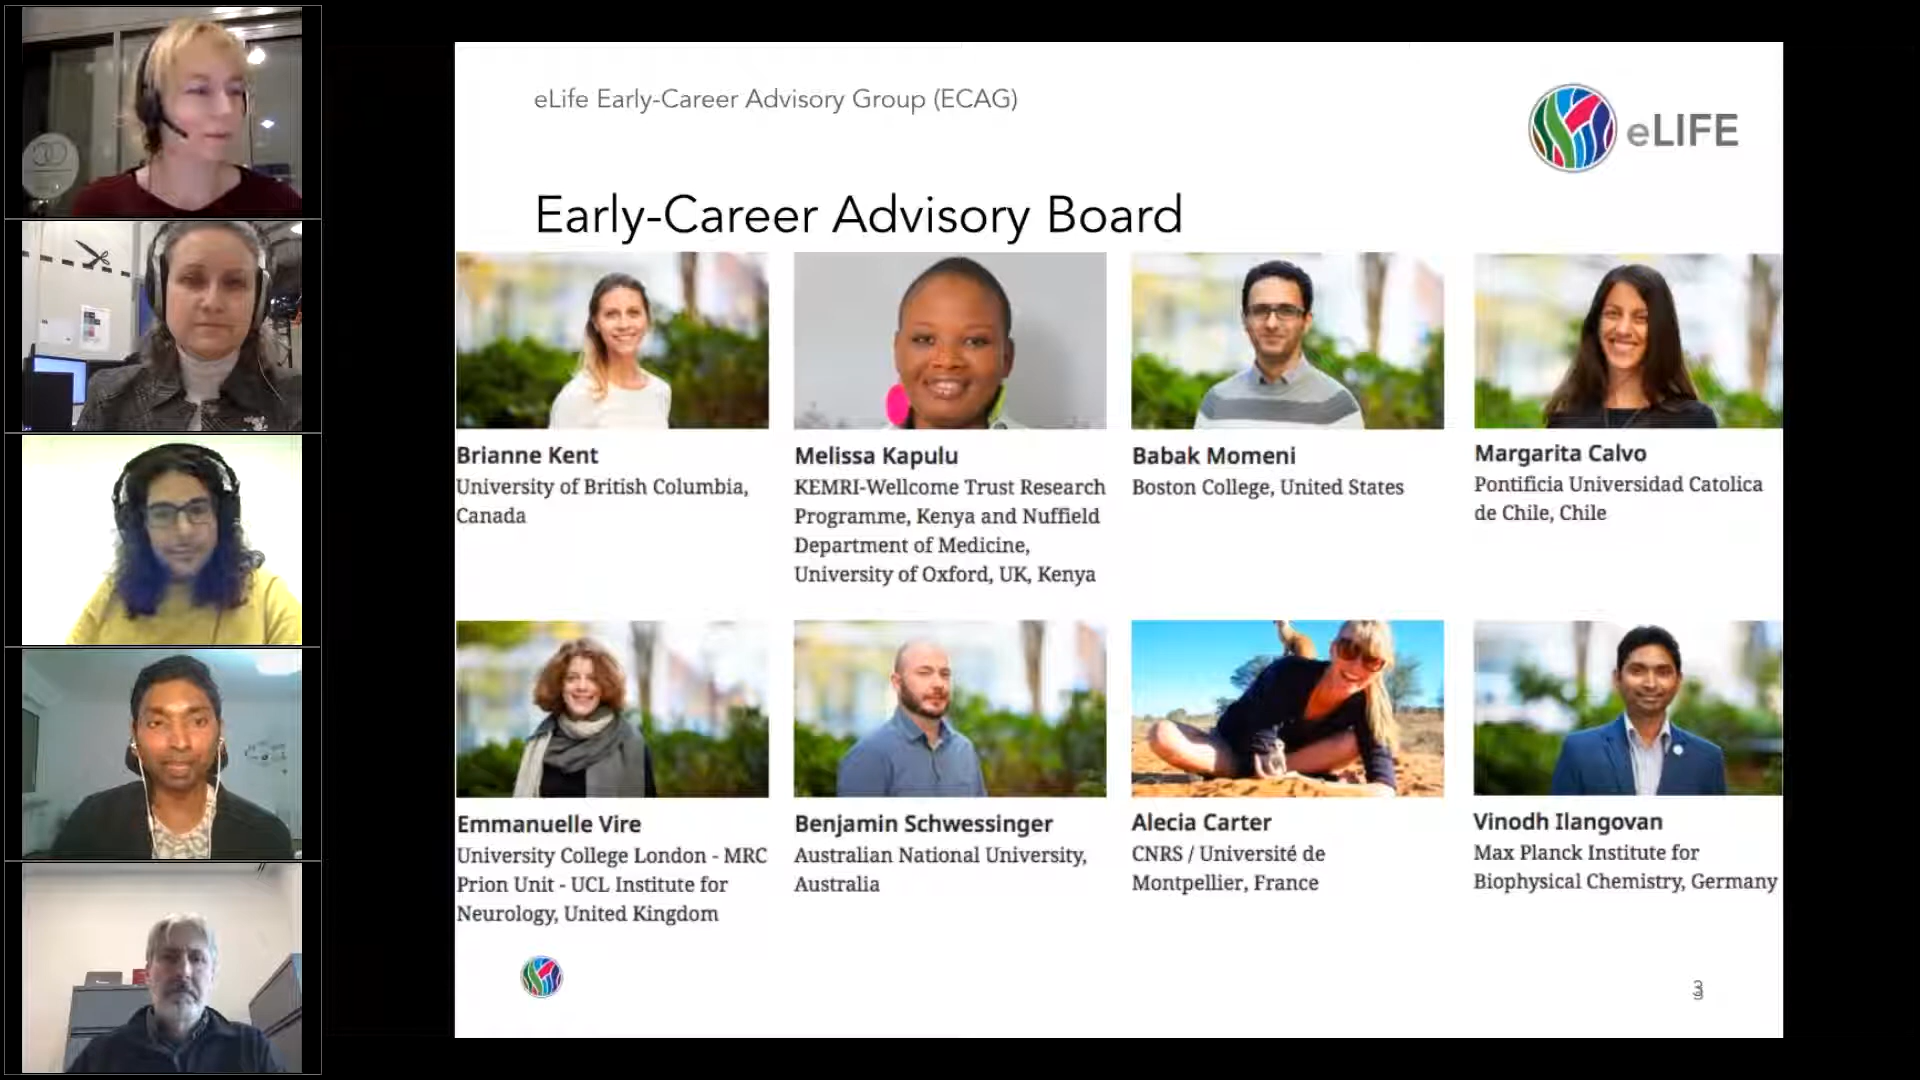 eLife Early-Career Advisory Group (ECAG)
eLIFE
Early-Career Advisory Board
Brianne Kent
University of British Columbia,
Canada
Melissa Kapulu
KEMRI-Wellcome Trust Research
Programme, Kenya and Nuffield
Department of Medicine,
University of Oxford, UK, Kenya
Babak Momeni
Boston College, United States
Margarita Calvo
Pontificia Universidad Catolica
de Chile, Chile
Emmanuelle Vire
University College London - MRC
Prion Unit - UCL Institute for
Neurology, United Kingdom
Benjamin Schwessinger
Australian National University,
Australia
Alecia Carter
CNRS / Université de
Montpellier, France
Vinodh Ilangovan
Max Planck Institute for
Biophysical Chemistry, Germany